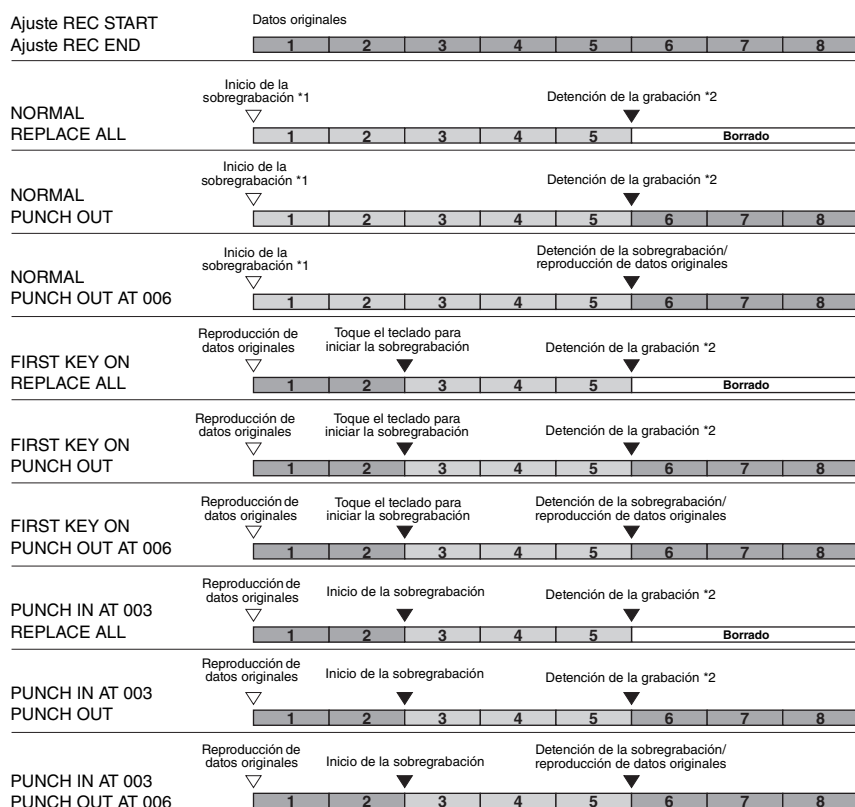 Ajuste REC START
Ajuste REC END
Datos originales
1 2 3 4 5 6 7 8
NORMAL
REPLACE ALL
Inicio de la
sobregrabación *1
Detención de la grabación *2
1 2 3 4 5 Borrado
NORMAL
PUNCH OUT
Inicio de la
sobregrabación *1
Detención de la grabación *2
1 2 3 4 5 6 7 8
NORMAL
PUNCH OUT AT 006
Inicio de la
sobregrabación *1
Detención de la sobregrabación/
reproducción de datos originales
1 2 3 4 5 6 7 8
FIRST KEY ON
REPLACE ALL
Reproducción de
datos originales
Toque el teclado para
iniciar la sobregrabación
Detención de la grabación *2
1 2 3 4 5 Borrado
FIRST KEY ON
PUNCH OUT
Reproducción de
datos originales
Toque el teclado para
iniciar la sobregrabación
Detención de la grabación *2
1 2 3 4 5 6 7 8
FIRST KEY ON
PUNCH OUT AT 006
Reproducción de
datos originales
Toque el teclado para
iniciar la sobregrabación
Detención de la sobregrabación/
reproducción de datos originales
1 2 3 4 5 6 7 8
PUNCH IN AT 003
REPLACE ALL
Reproducción de
datos originales
Inicio de la sobregrabación
Detención de la grabación *2
1 2 3 4 5 Borrado
PUNCH IN AT 003
PUNCH OUT
Reproducción de
datos originales
Inicio de la sobregrabación
Detención de la grabación *2
1 2 3 4 5 6 7 8
PUNCH IN AT 003
PUNCH OUT AT 006
Reproducción de
datos originales
Inicio de la sobregrabación
Detención de la sobregrabación/
reproducción de datos originales
1 2 3 4 5 6 7 8